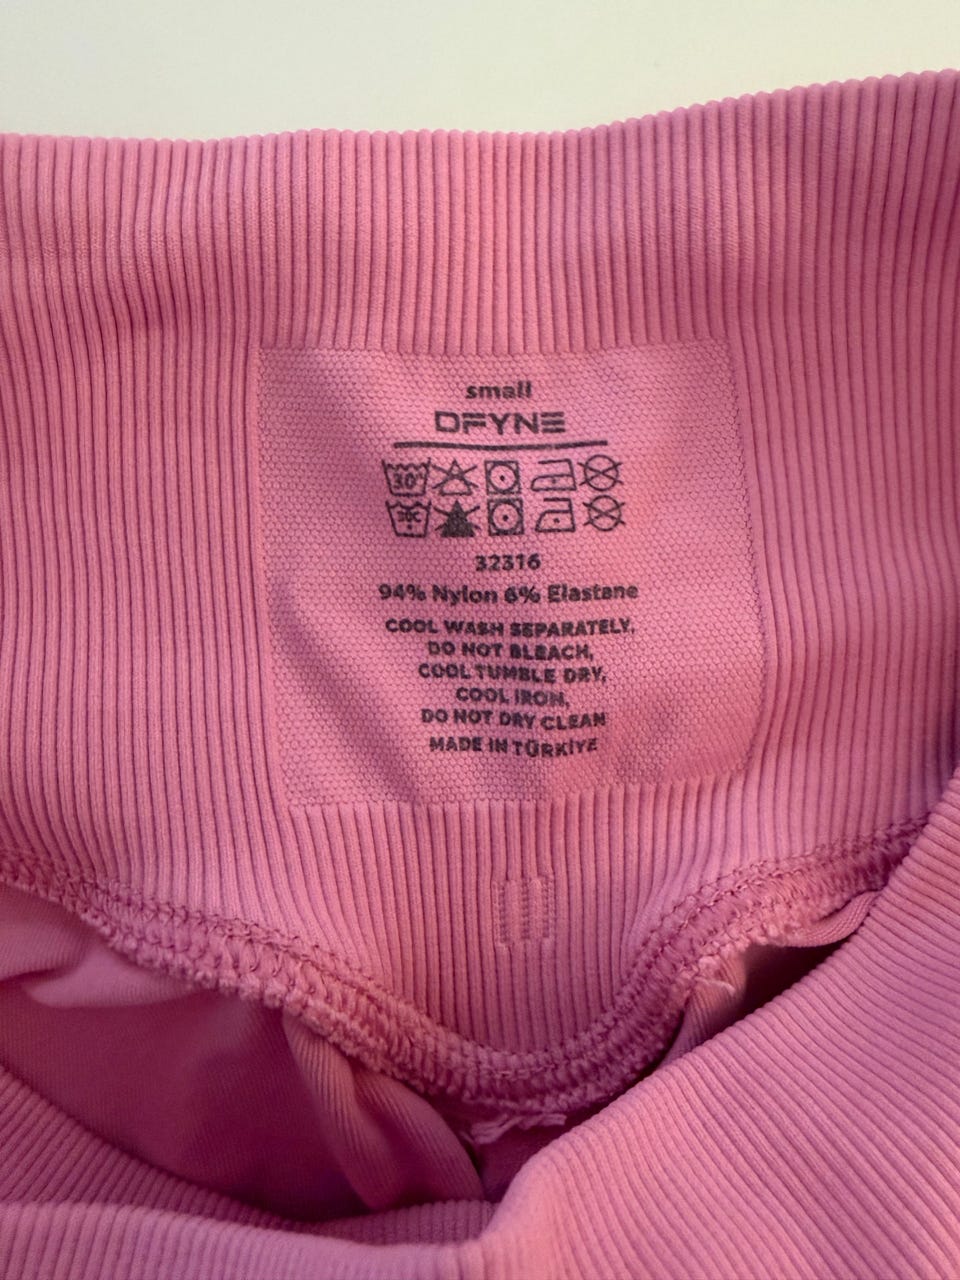 small
DFYNE
30°
32316
94% Nylon 6% Elastane
COOL WASH SEPARATELY,
DO NOT BLEACH,
COOL TUMBLE DRY,
COOL IRON,
DO NOT DRY CLEAN
MADE IN TÜRKİYE